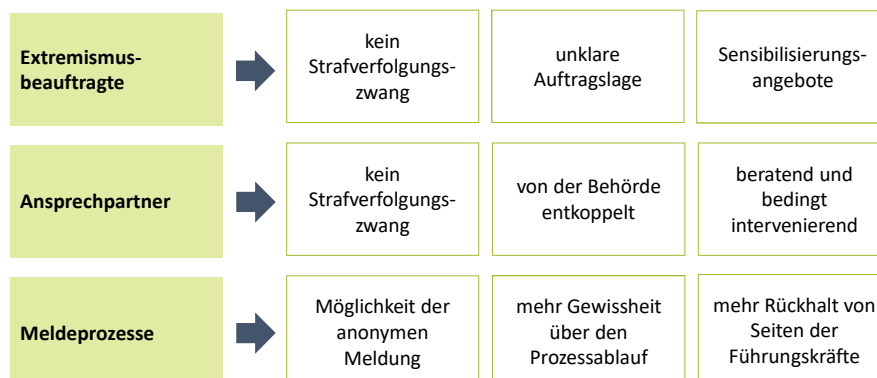 Extremismus-
beauftragte
kein
Strafverfolgungs-
zwang
unklare
Auftragslage
Sensibilisierungs-
angebote
Ansprechpartner
kein
Strafverfolgungs-
zwang
von der Behörde
entkoppelt
beratend und
bedingt
intervenierend
Meldeprozesse
Möglichkeit der
anonymen
Meldung
mehr Gewissheit
über den
Prozessablauf
mehr Rückhalt von
Seiten der
Führungskräfte